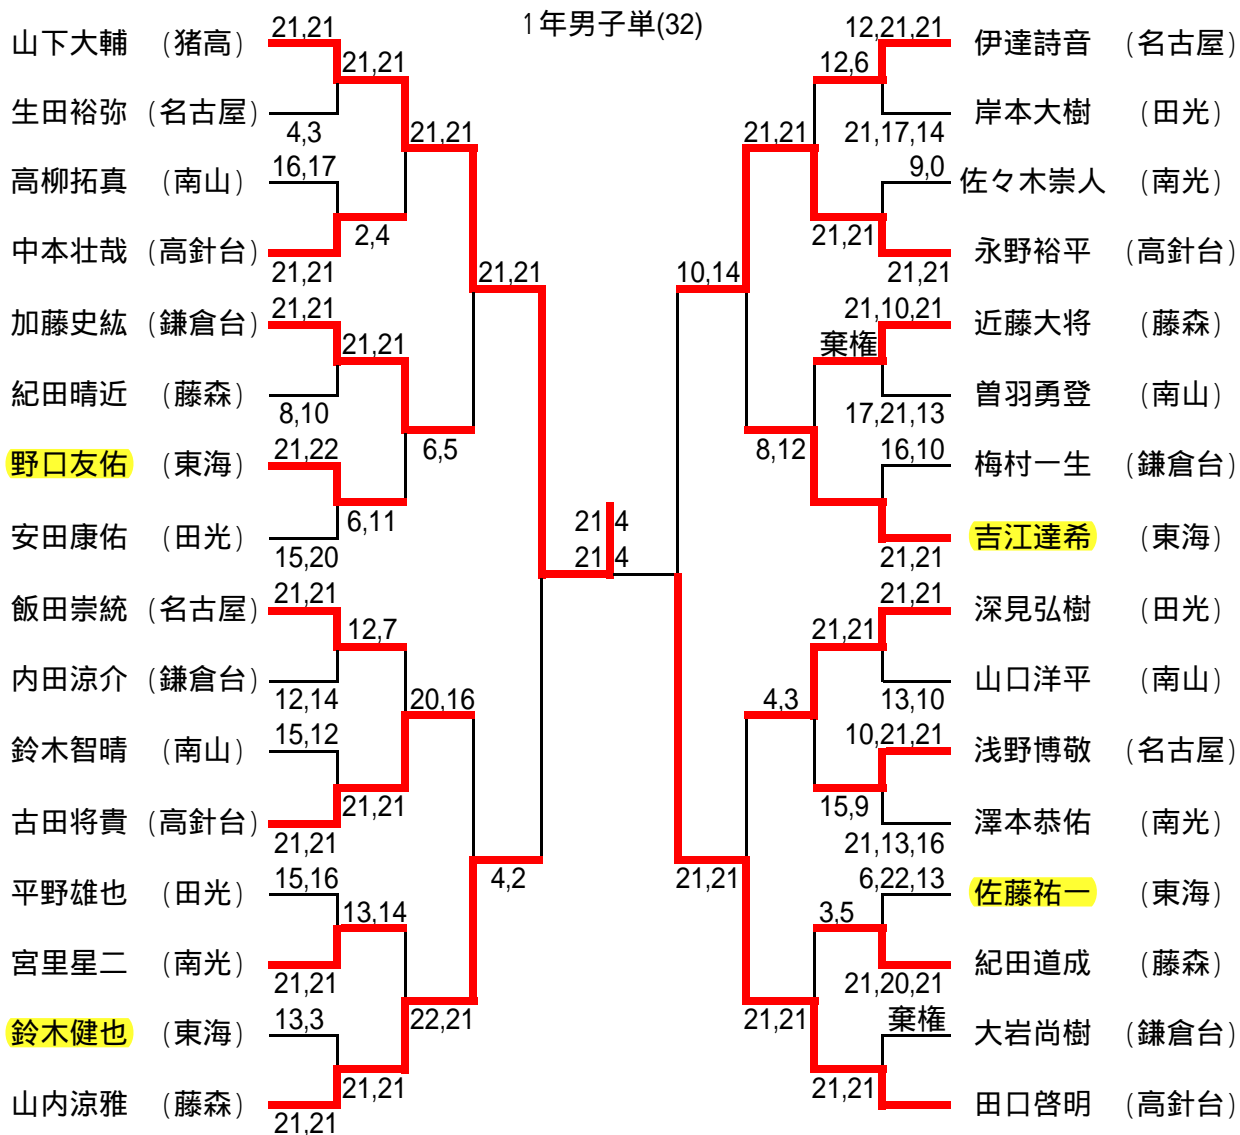 1年男子単(32)
山下大輔 (猪高) 21,21
21,21
生田裕弥 (名古屋)
4,3
21,21
高柳拓真 (南山) 16,17
2,4
中本壮哉 (高針台)
21,21
21,21
加藤史紘 (鎌倉台) 21,21
21,21
紀田晴近 (藤森)
8,10
6,5
野口友佑 (東海) 21,22
6,11
安田康佑 (田光)
15,20
飯田崇統 (名古屋) 21,21
12,7
内田涼介 (鎌倉台)
12,14
20,16
鈴木智晴 (南山) 15,12
21,21
古田将貴 (高針台)
21,21
4,2
平野雄也 (田光) 15,16
13,14
宮里星二 (南光)
21,21
22,21
鈴木健也 (東海) 13,3
21,21
山内涼雅 (藤森)
21,21
21 4
21 4
12,21,21 伊達詩音 (名古屋)
12,6
岸本大樹 (田光)
21,17,14
21,21
9,0 佐々木崇人 (南光)
21,21
永野裕平 (高針台)
21,21
10,14
21,10,21 近藤大将 (藤森)
棄権
曽羽勇登 (南山)
17,21,13
8,12
16,10 梅村一生 (鎌倉台)
吉江達希 (東海)
21,21
21,21 深見弘樹 (田光)
21,21
山口洋平 (南山)
13,10
4,3
10,21,21 浅野博敬 (名古屋)
15,9
澤本恭佑 (南光)
21,13,16
21,21
6,22,13 佐藤祐一 (東海)
3,5
紀田道成 (藤森)
21,20,21
21,21
棄権 大岩尚樹 (鎌倉台)
21,21
田口啓明 (高針台)